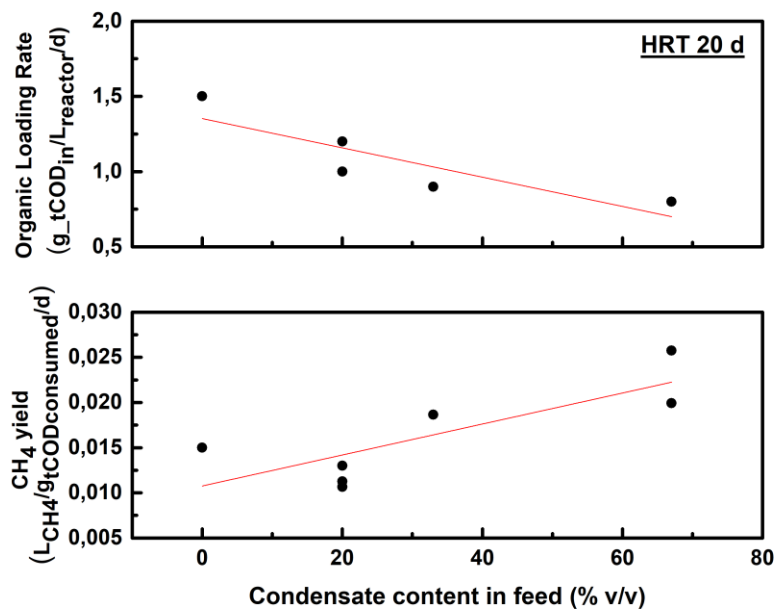 HRT 20 d
Organic Loading Rate
(g_tCODin/Lreactor/d)
2,0
1,5
1,0
0,5
CH4 yield
(LCH4/gtCODconsumed/d)
0,030
0,025
0,020
0,015
0,010
0,005
0
20
40
60
80
Condensate content in feed (% v/v)